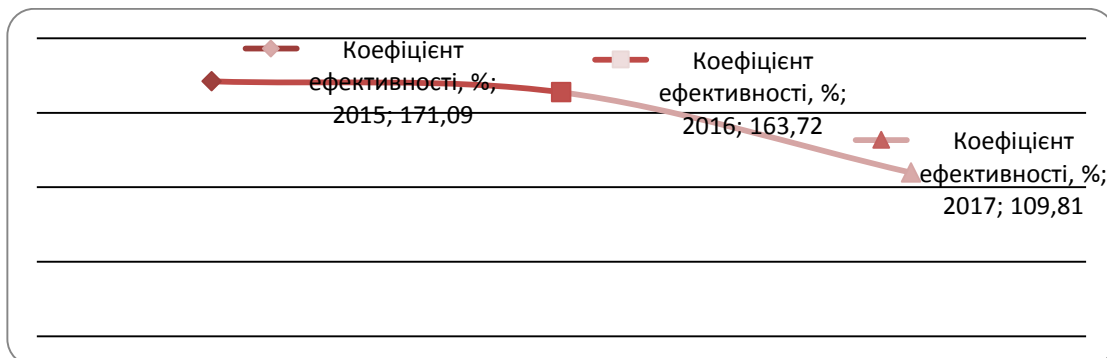 Коефіцієнт
ефективності, %;
2015; 171,09
Коефіцієнт
ефективності, %;
2016; 163,72
Коефіцієнт
ефективності, %;
2017; 109,81